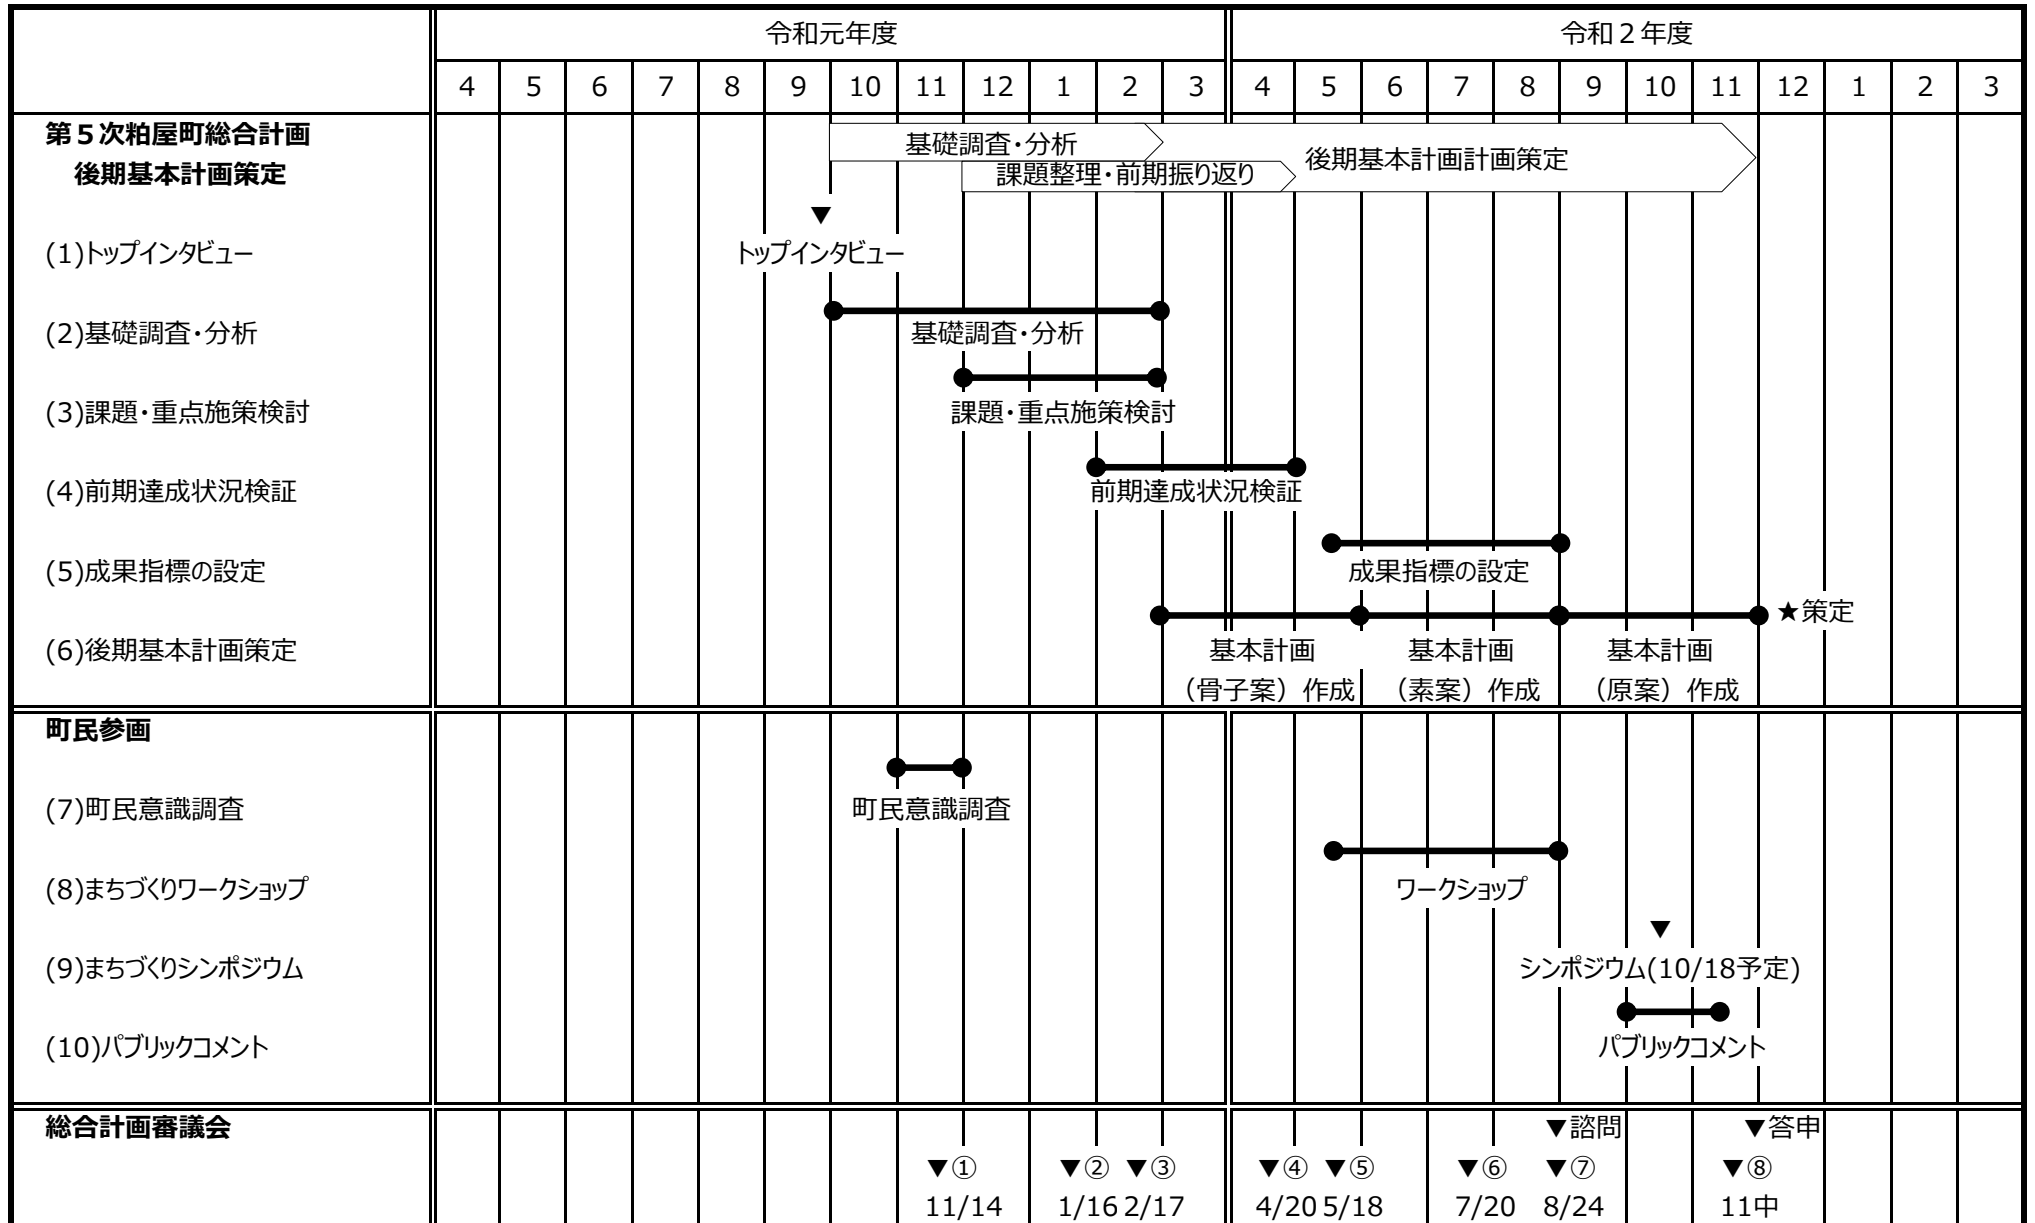 令和元年度 令和２年度
4 5 6 7 8 9 10 11 12 1 2 3 4 5 6 7 8 9 10 11 12 1 2 3
第５次粕屋町総合計画
後期基本計画策定
基礎調査・分析
課題整理・前期振り返り
後期基本計画計画策定
▼
(1)トップインタビュー
トップインタビュー
(2)基礎調査・分析
基礎調査・分析
(3)課題・重点施策検討
課題・重点施策検討
(4)前期達成状況検証
前期達成状況検証
(5)成果指標の設定
成果指標の設定
★策定
(6)後期基本計画策定
基本計画 基本計画 基本計画
（骨子案）作成 （素案）作成 （原案）作成
町民参画
(7)町民意識調査
町民意識調査
(8)まちづくりワークショップ
ワークショップ
▼
(9)まちづくりシンポジウム
シンポジウム(10/18予定)
(10)パブリックコメント
パブリックコメント
総合計画審議会
▼諮問 ▼答申
▼① ▼② ▼③ ▼④ ▼⑤ ▼⑥ ▼⑦ ▼⑧
11/14 1/16 2/17 4/20 5/18 7/20 8/24 11中